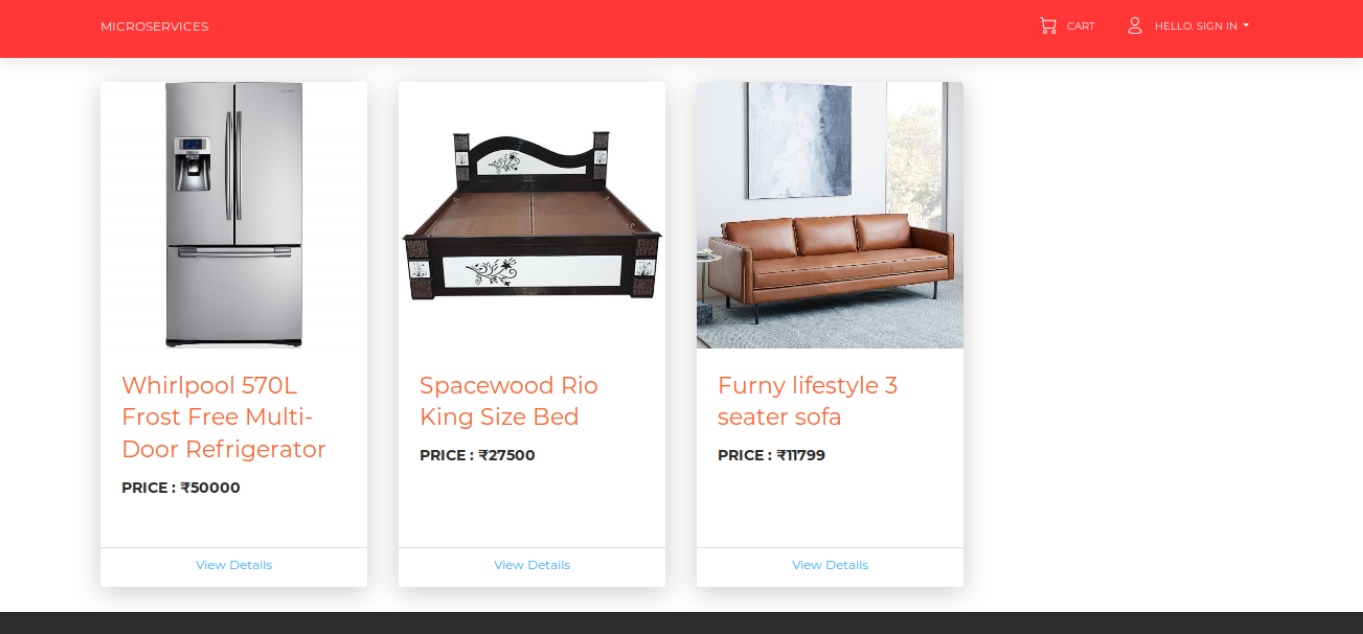 MICROSERVICES
CART
HELLO. SIGN IN
Whirlpool 570L
Frost Free Multi-
Door Refrigerator
PRICE : ₹50000
View Details
Spacewood Rio
King Size Bed
PRICE : ₹27500
View Details
Furny lifestyle 3
seater sofa
PRICE : ₹11799
View Details